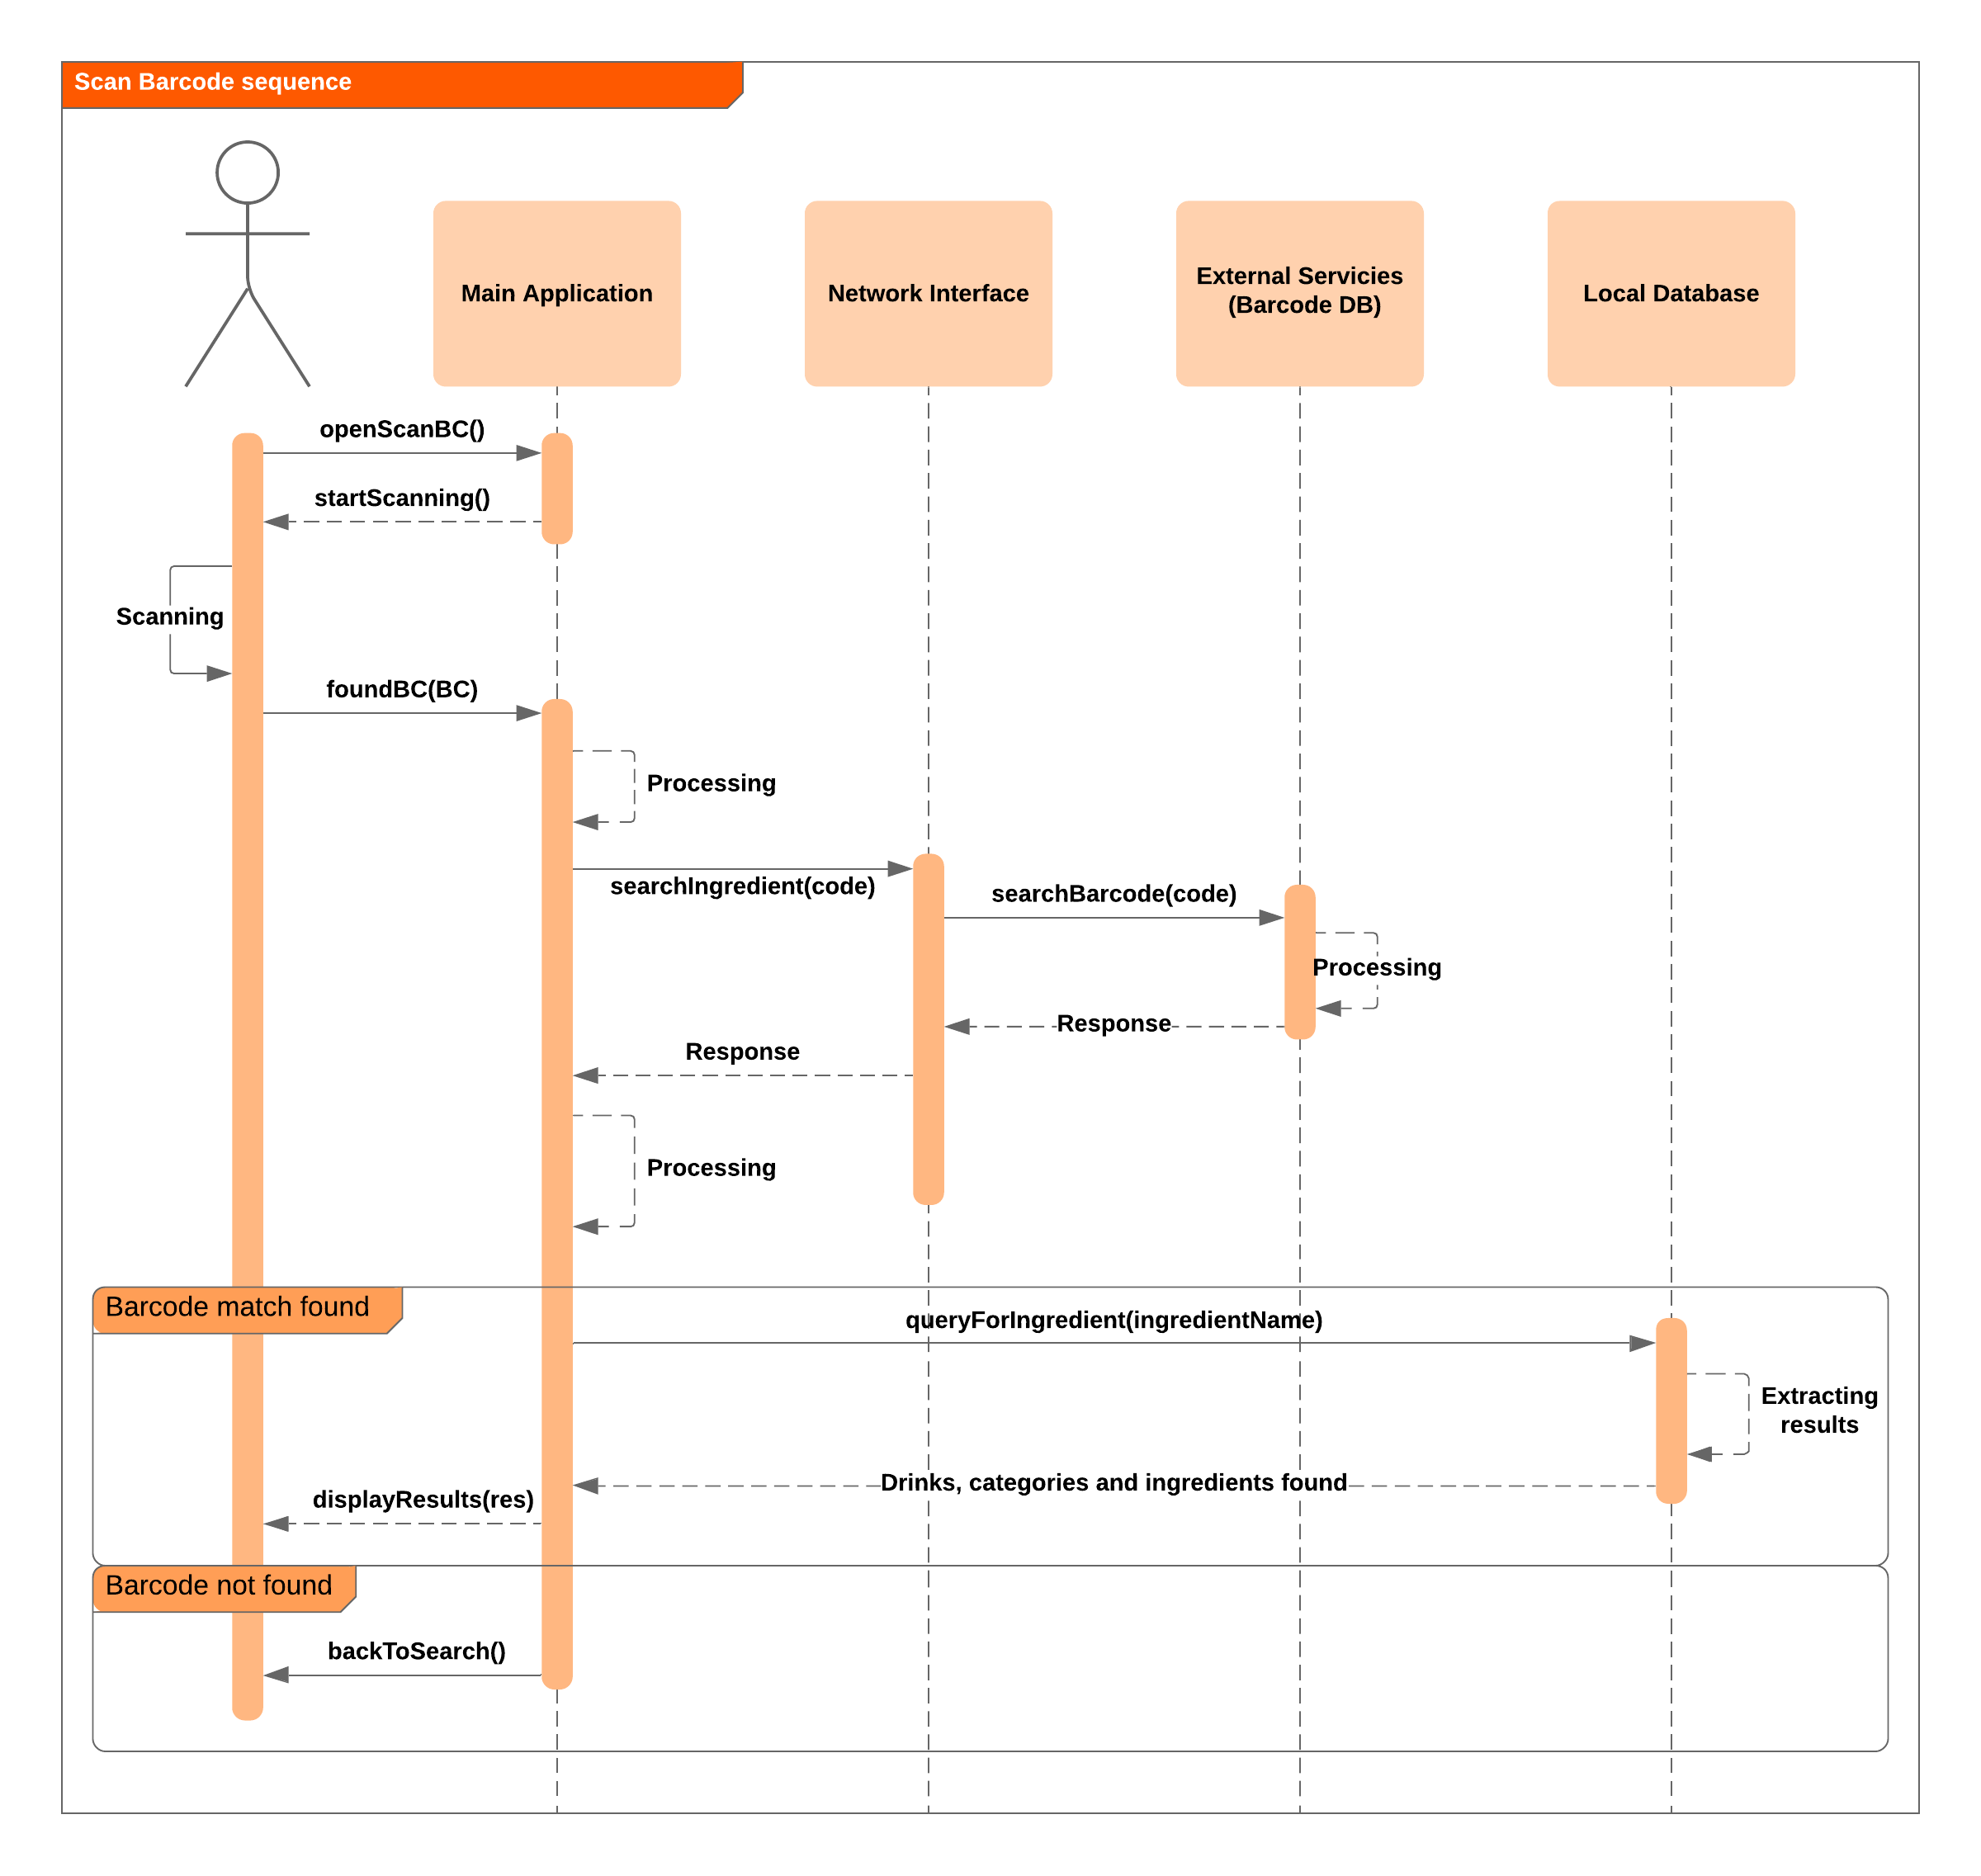 Scan Barcode sequence
Main Application
Network Interface
External Servicies
(Barcode DB)
Local Database
openScanBC()
startScanning()
Scanning
foundBC(BC)
Processing
searchIngredient(code)
searchBarcode(code)
Processing
Response
Response
Processing
Barcode match found
queryForIngredient(ingredientName)
Extracting
results
Drinks, categories and ingredients found
displayResults(res)
Barcode not found
backToSearch()